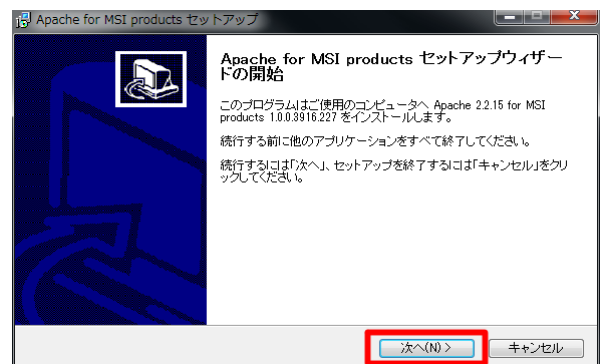 Apache for MSI products セットアップ
Apache for MSI products セットアップウィザー
ドの開始
このプログラムはご使用のコンピュータへ Apache 2.2.15 for MSI
products 1.0.0.3916.227 をインストールします。
続行する前に他のアプリケーションをすべて終了してください。
続行するには「次へ」、セットアップを終了するには「キャンセル」をクリ
ックしてください。
次へ(N) >
キャンセル